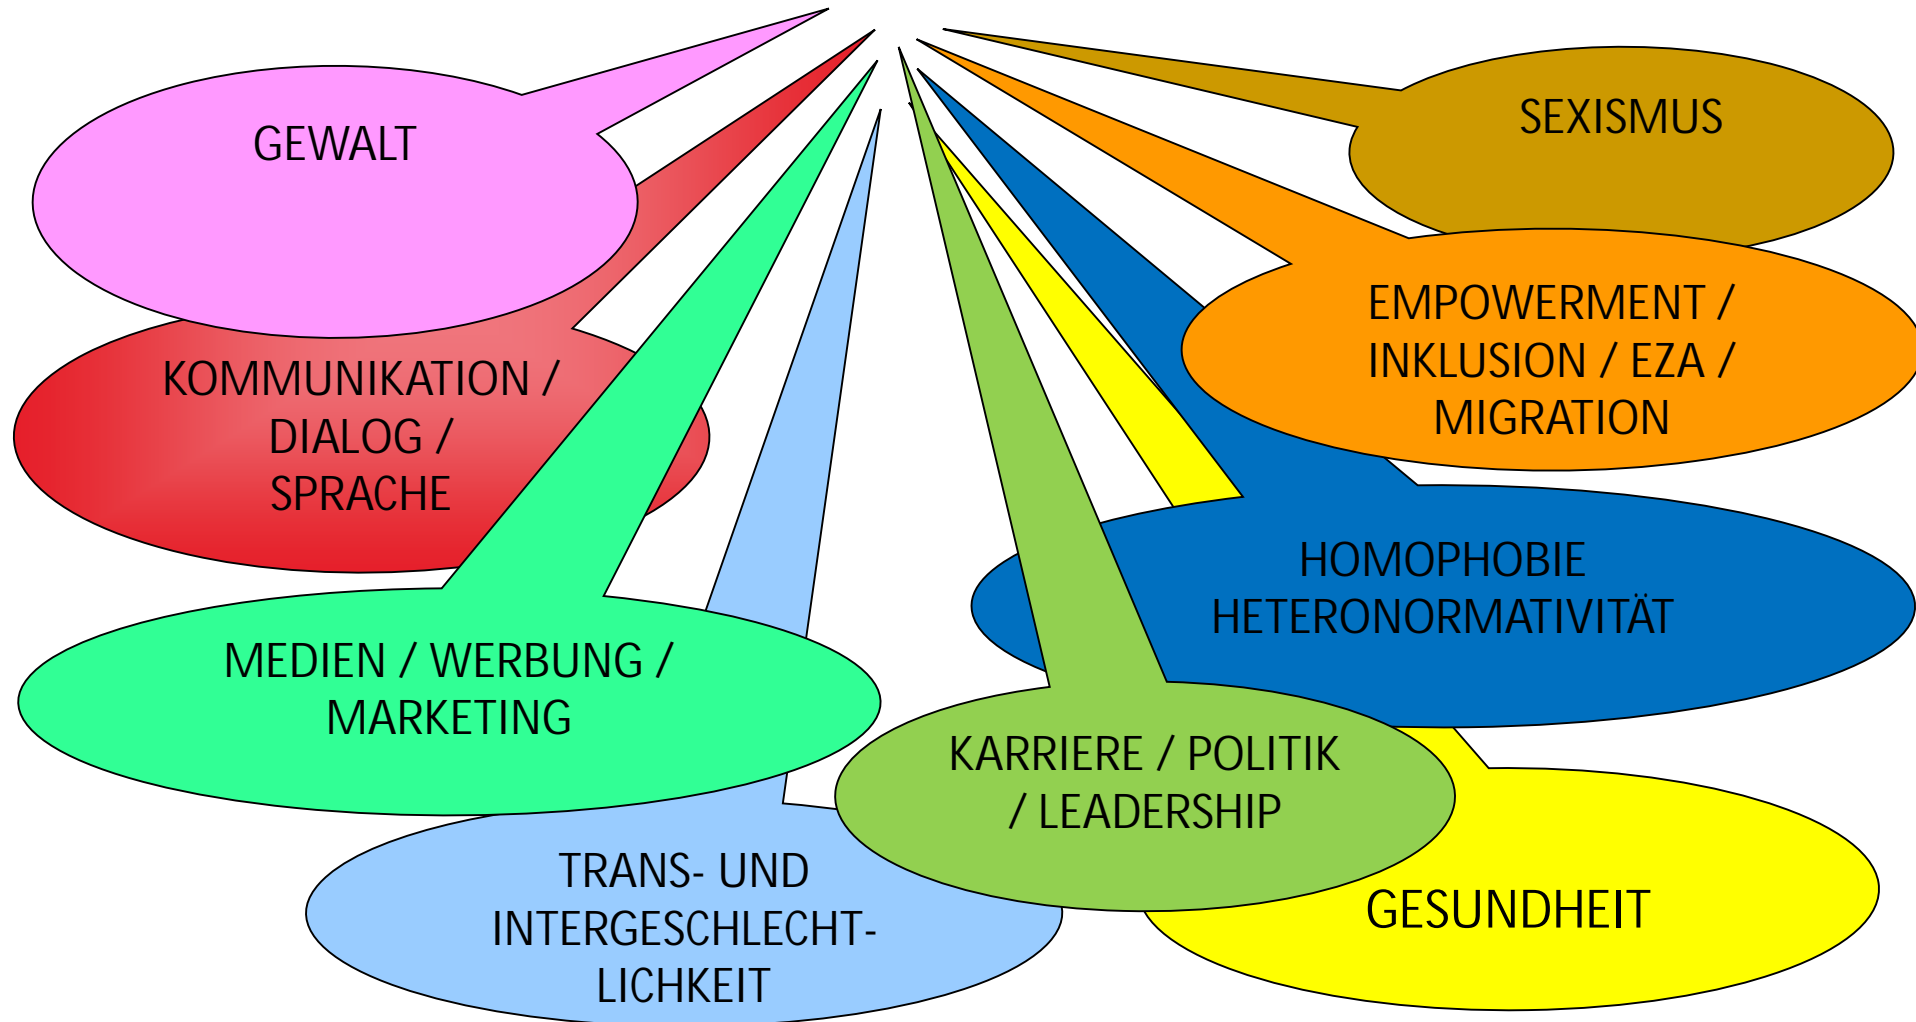 GEWALT
SEXISMUS
KOMMUNIKATION /
DIALOG /
SPRACHE
EMPOWERMENT /
INKLUSION / EZA /
MIGRATION
HOMOPHOBIE
HETERONORMATIVITÄT
MEDIEN / WERBUNG /
MARKETING
KARRIERE / POLITIK
/ LEADERSHIP
TRANS- UND
INTERGESCHLECHT-
LICHKEIT
GESUNDHEIT